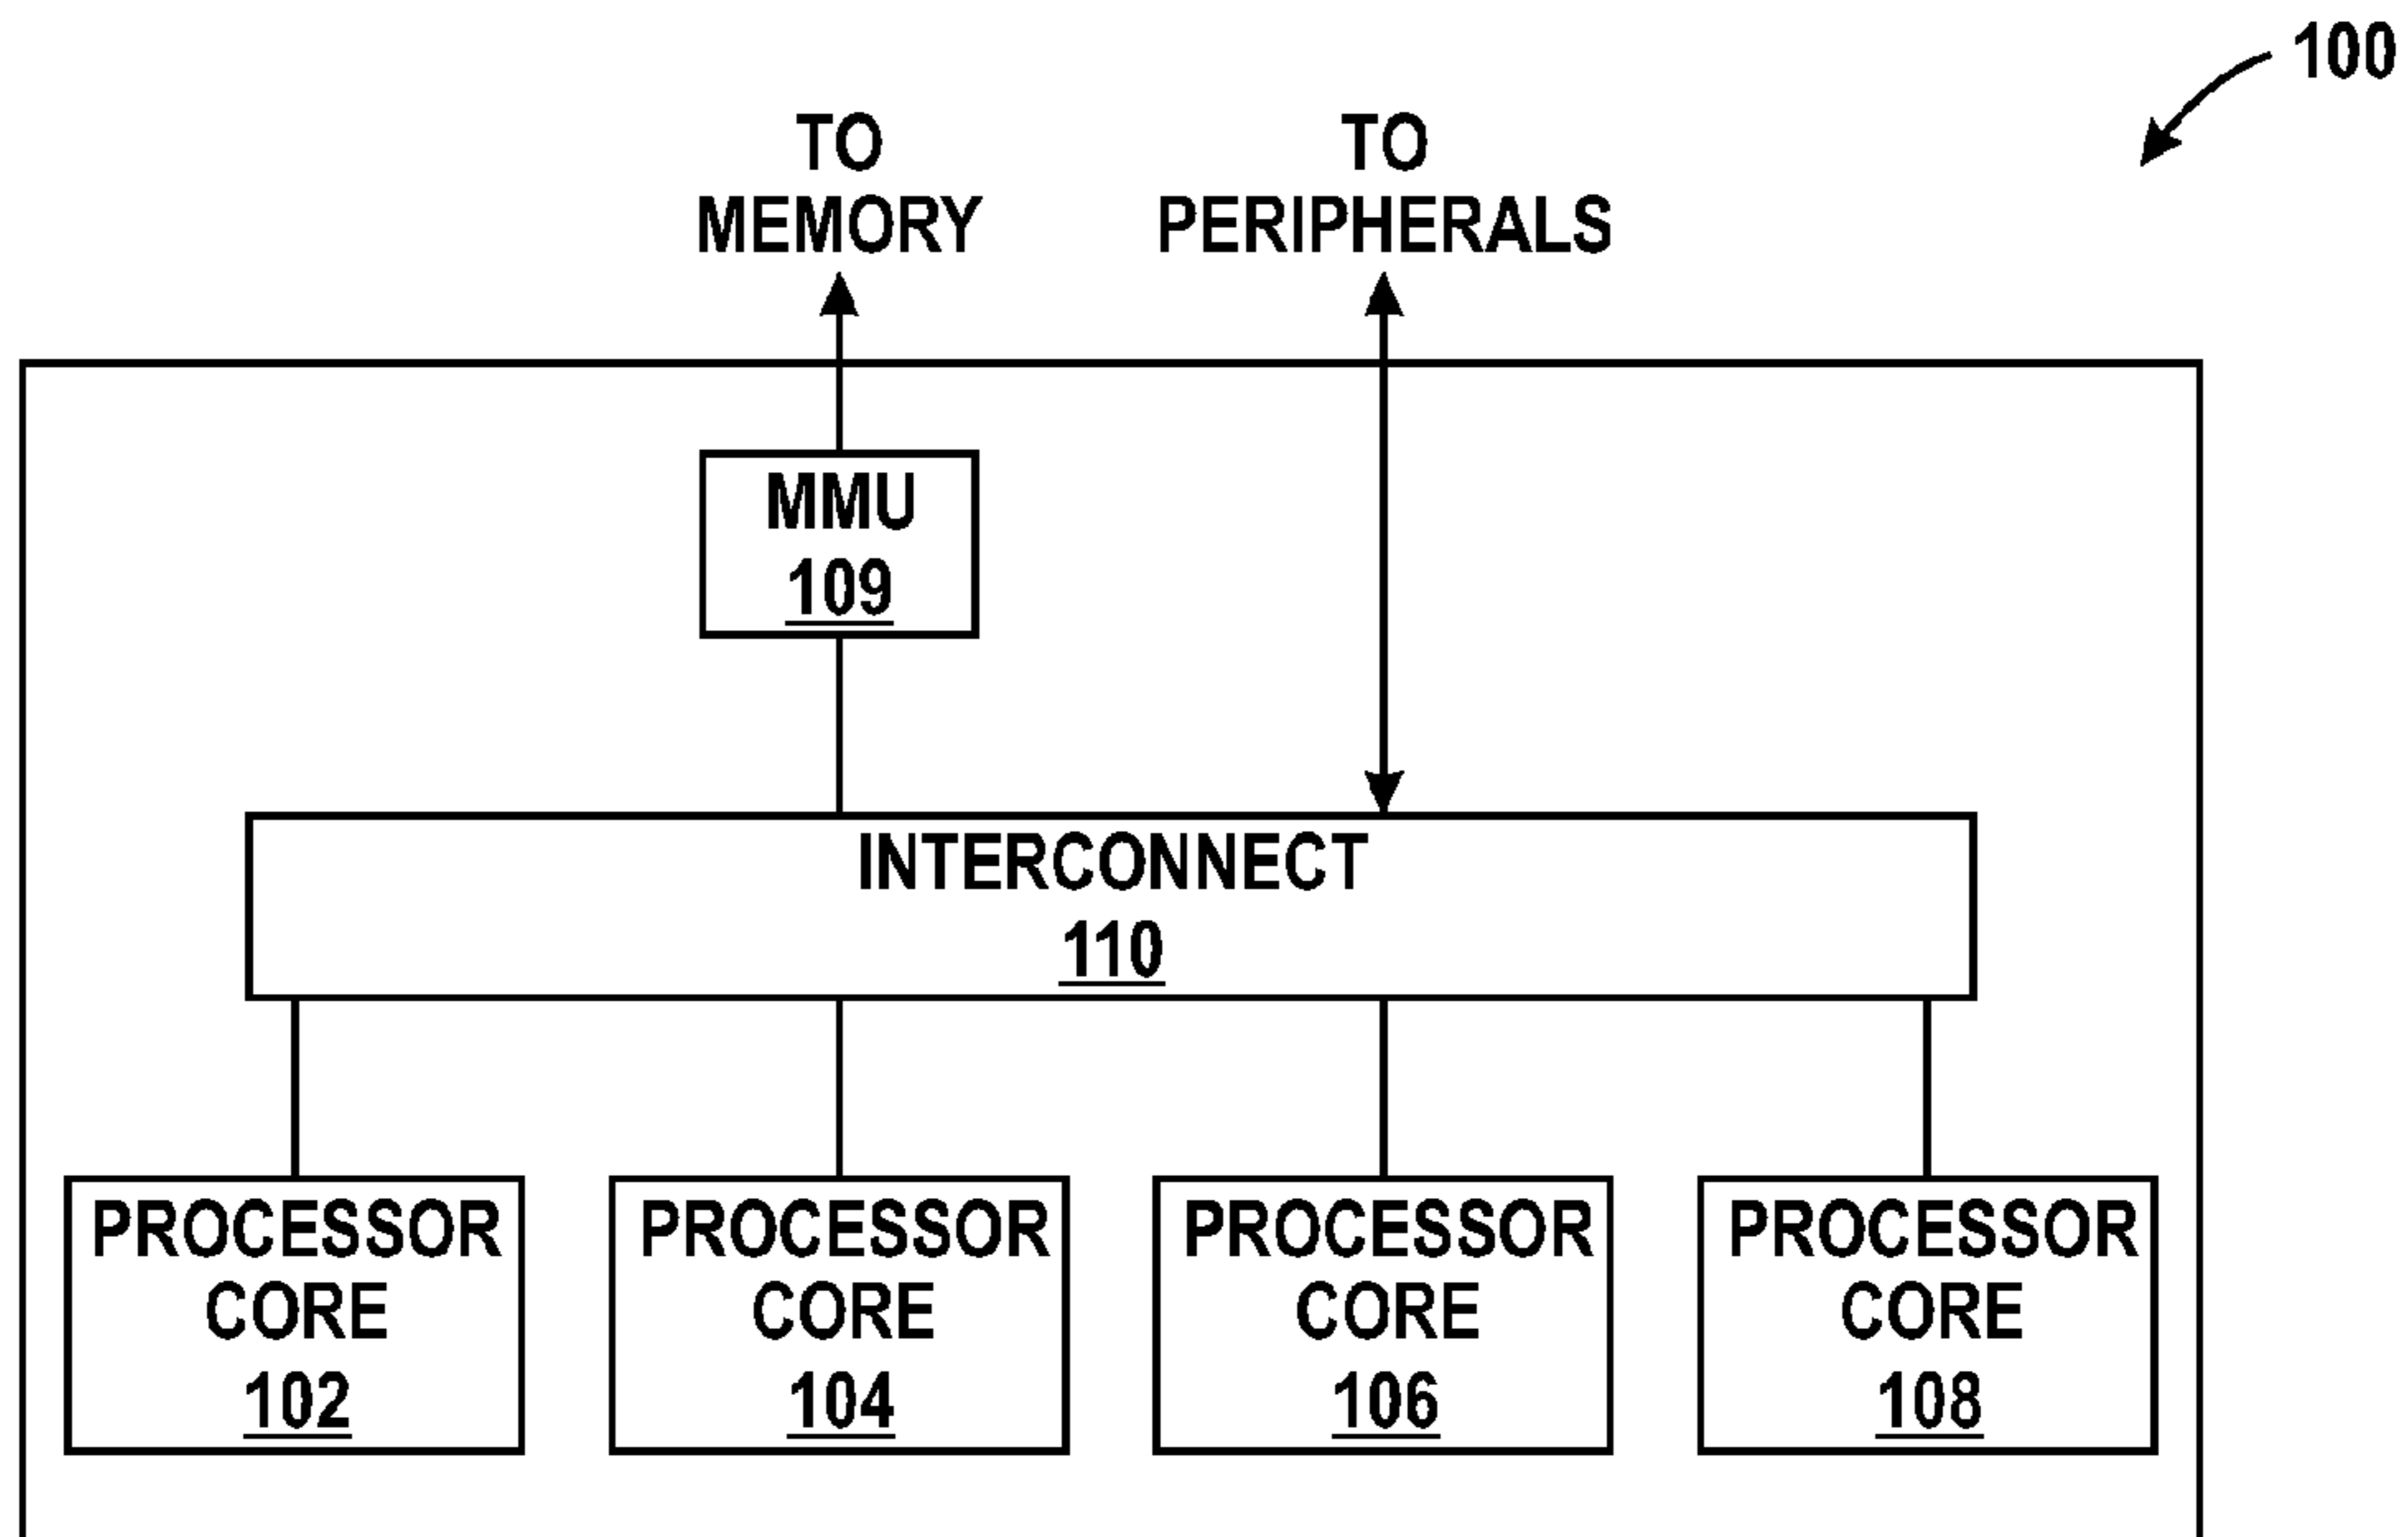 100
TO
MEMORY
TO
PERIPHERALS
MMU
109
INTERCONNECT
110
PROCESSOR
CORE
102
PROCESSOR
CORE
104
PROCESSOR
CORE
106
PROCESSOR
CORE
108